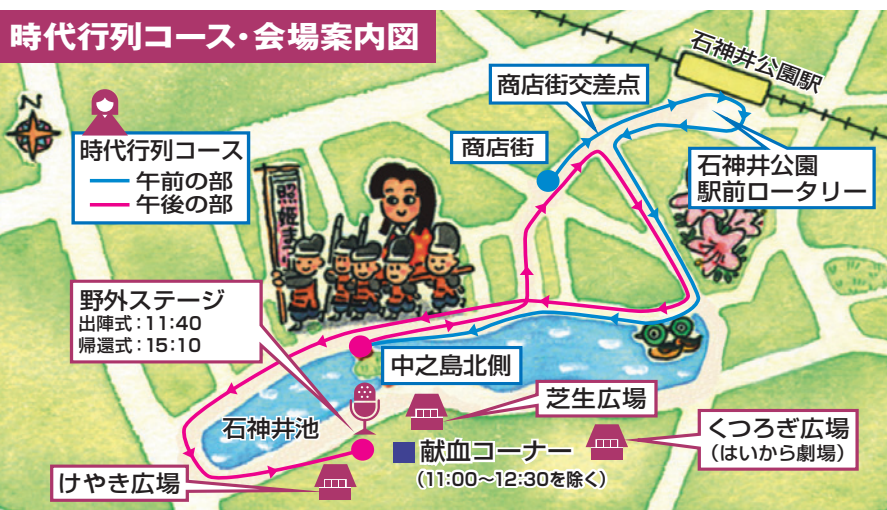 時代行列コース・会場案内図
石神井公園駅
商店街交差点
商店街
石神井公園
駅前ロータリー
N
時代行列コース
午前の部
午後の部
照姫まつり
野外ステージ
出陣式:11:40
帰還式:15:10
中之島北側
芝生広場
石神井池
献血コーナー
(11:00〜12:30を除く)
くつろぎ広場
(はいから劇場)
けやき広場